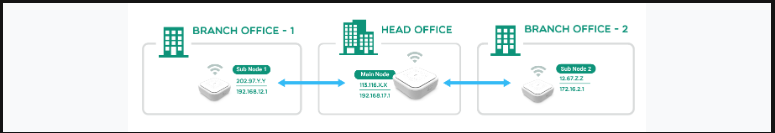 BRANCH OFFICE - 1
Sub Node 1
202.97.Y.Y
192.168.12.1
HEAD OFFICE
Main Node
115.118.X.X
192.168.17.1
BRANCH OFFICE - 2
Sub Node 2
13.67.Z.Z
172.16.2.1